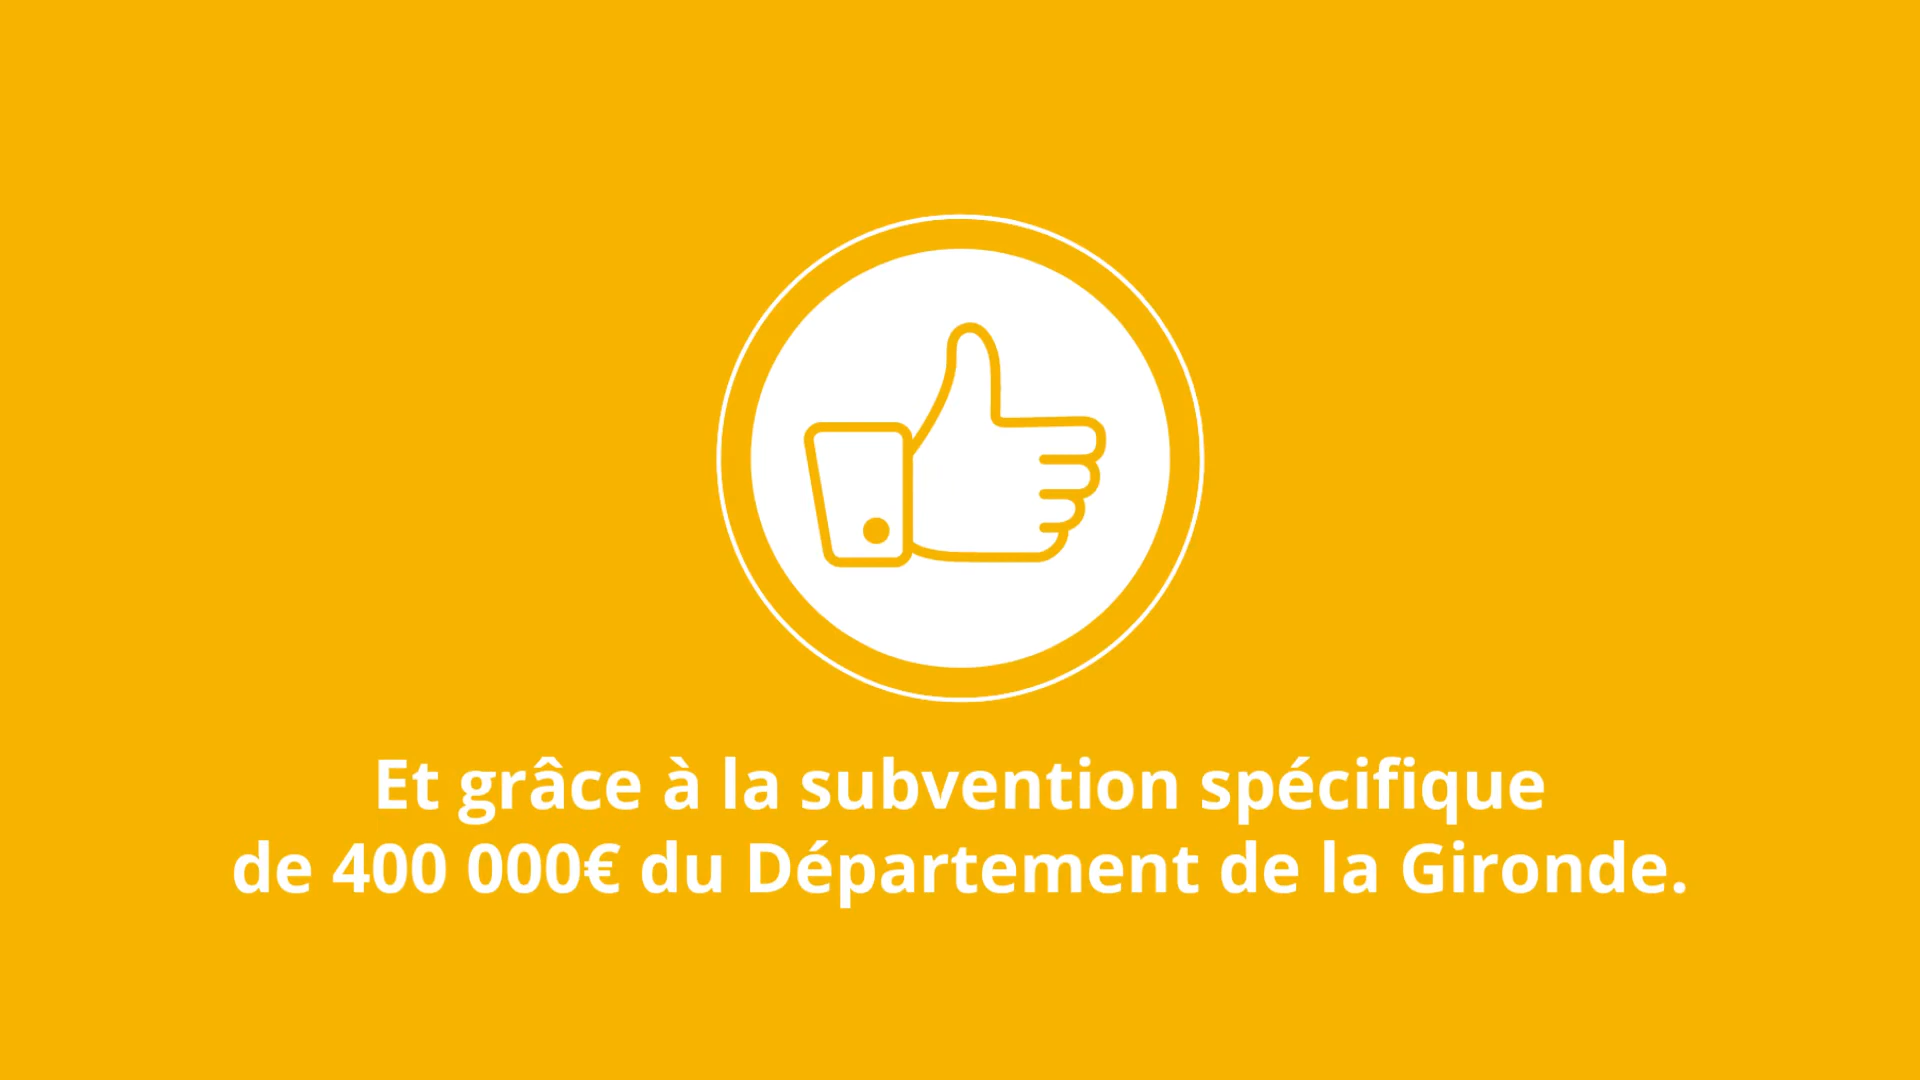 Et grâce à la subvention spécifique
de 400 000€ du Département de la Gironde.